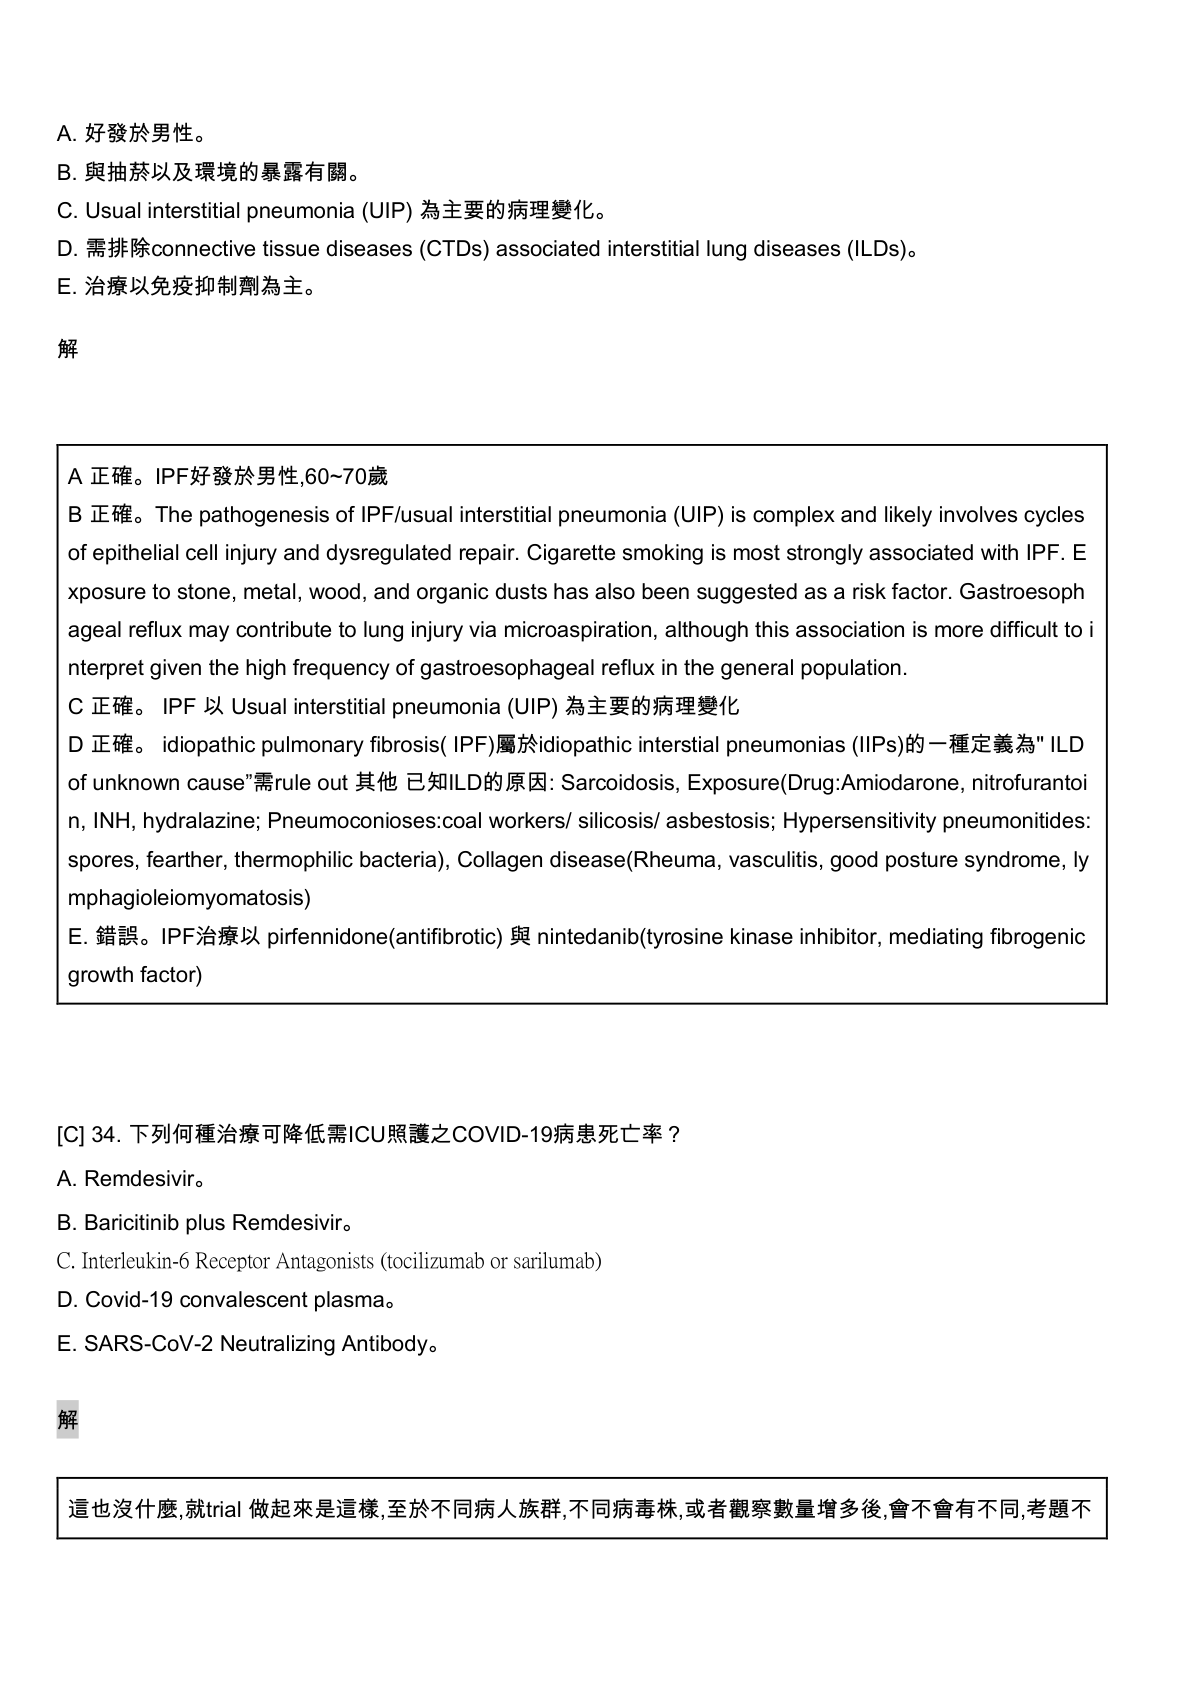 A. 好發於男性。
B. 與抽菸以及環境的暴露有關。
C. Usual interstitial pneumonia (UIP) 為主要的病理變化。
D. 需排除connective tissue diseases (CTDs) associated interstitial lung diseases (ILDs)。
E. 治療以免疫抑制劑為主。
解
A 正確。IPF好發於男性,60~70歲
B 正確。The pathogenesis of IPF/usual interstitial pneumonia (UIP) is complex and likely involves cycles
of epithelial cell injury and dysregulated repair. Cigarette smoking is most strongly associated with IPF. E
xposure to stone, metal, wood, and organic dusts has also been suggested as a risk factor. Gastroesoph
ageal reflux may contribute to lung injury via microaspiration, although this association is more difficult to i
nterpret given the high frequency of gastroesophageal reflux in the general population.
C 正確。 IPF 以 Usual interstitial pneumonia (UIP) 為主要的病理變化
D 正確。 idiopathic pulmonary fibrosis( IPF)屬於idiopathic interstial pneumonias (IIPs)的一種定義為" ILD
of unknown cause”需rule out 其他 已知ILD的原因: Sarcoidosis, Exposure(Drug:Amiodarone, nitrofurantoi
n, INH, hydralazine; Pneumoconioses:coal workers/ silicosis/ asbestosis; Hypersensitivity pneumonitides:
spores, fearther, thermophilic bacteria), Collagen disease(Rheuma, vasculitis, good posture syndrome, ly
mphagioleiomyomatosis)
E. 錯誤。IPF治療以 pirfennidone(antifibrotic) 與 nintedanib(tyrosine kinase inhibitor, mediating fibrogenic
growth factor)
[C] 34. 下列何種治療可降低需ICU照護之COVID-19病患死亡率？
A. Remdesivir。
B. Baricitinib plus Remdesivir。
C. Interleukin-6 Receptor Antagonists (tocilizumab or sarilumab)
D. Covid-19 convalescent plasma。
E. SARS-CoV-2 Neutralizing Antibody。
解
這也沒什麼,就trial 做起來是這樣,至於不同病人族群,不同病毒株,或者觀察數量增多後,會不會有不同,考題不